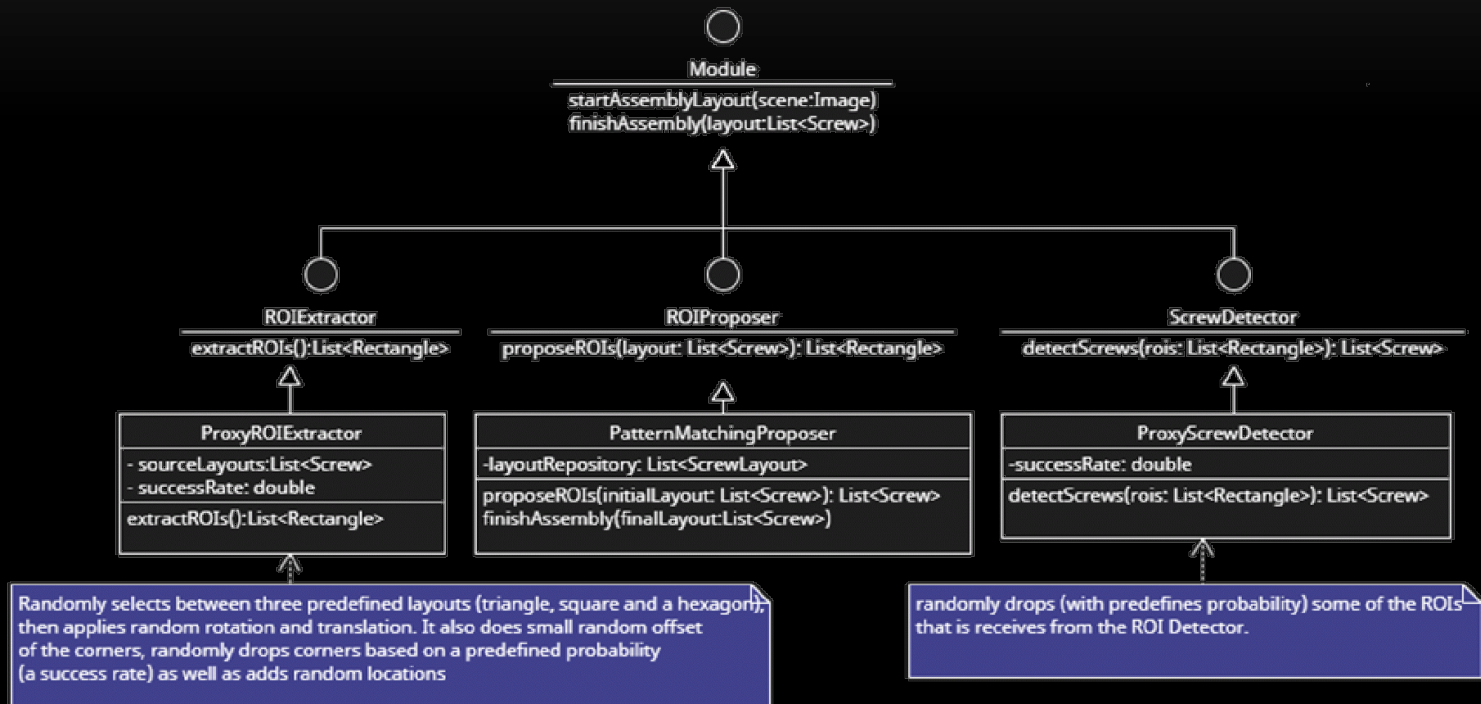 Module
startAssemblyLayout(scene:Image)
finishAssembly(layout:List<Screw>)
ROIExtractor
extractROIs():List<Rectangle>
ROIProposer
proposeROIs(layout: List<Screw>): List<Rectangle>
ScrewDetector
detectScrews(rois: List<Rectangle>): List<Screw>
ProxyROIExtractor
- sourceLayouts:List<Screw>
- successRate: double
extractROIs():List<Rectangle>
PatternMatchingProposer
-layoutRepository: List<ScrewLayout>
proposeROIs(initialLayout: List<Screw>): List<Screw>
finishAssembly(finalLayout:List<Screw>)
ProxyScrewDetector
-successRate: double
detectScrews(rois: List<Rectangle>): List<Screw>
Randomly selects between three predefined layouts (triangle, square and a hexagon),
then applies random rotation and translation. It also does small random offset
of the corners, randomly drops corners based on a predefined probability
(a success rate) as well as adds random locations
randomly drops (with predefines probability) some of the ROIs
that is receives from the ROI Detector.